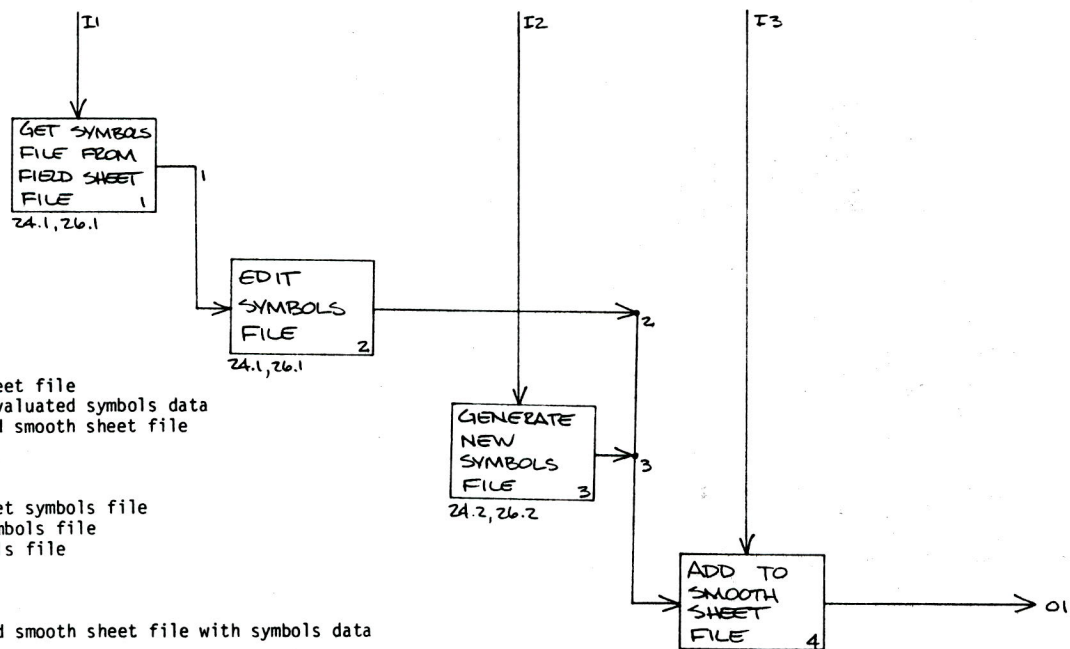 I1
I2
I3
GET SYMBOLS
FILE FROM
FIELD SHEET
FILE 1
24.1, 26.1
1
EDIT
SYMBOLS
FILE 2
24.1, 26.1
2
GENERATE
NEW
SYMBOLS
FILE 3
24.2, 26.2
3
ADD TO
SMOOTH
SHEET
FILE 4
O1
eet file
valuated symbols data
d smooth sheet file
et symbols file
mbols file
ls file
d smooth sheet file with symbols data